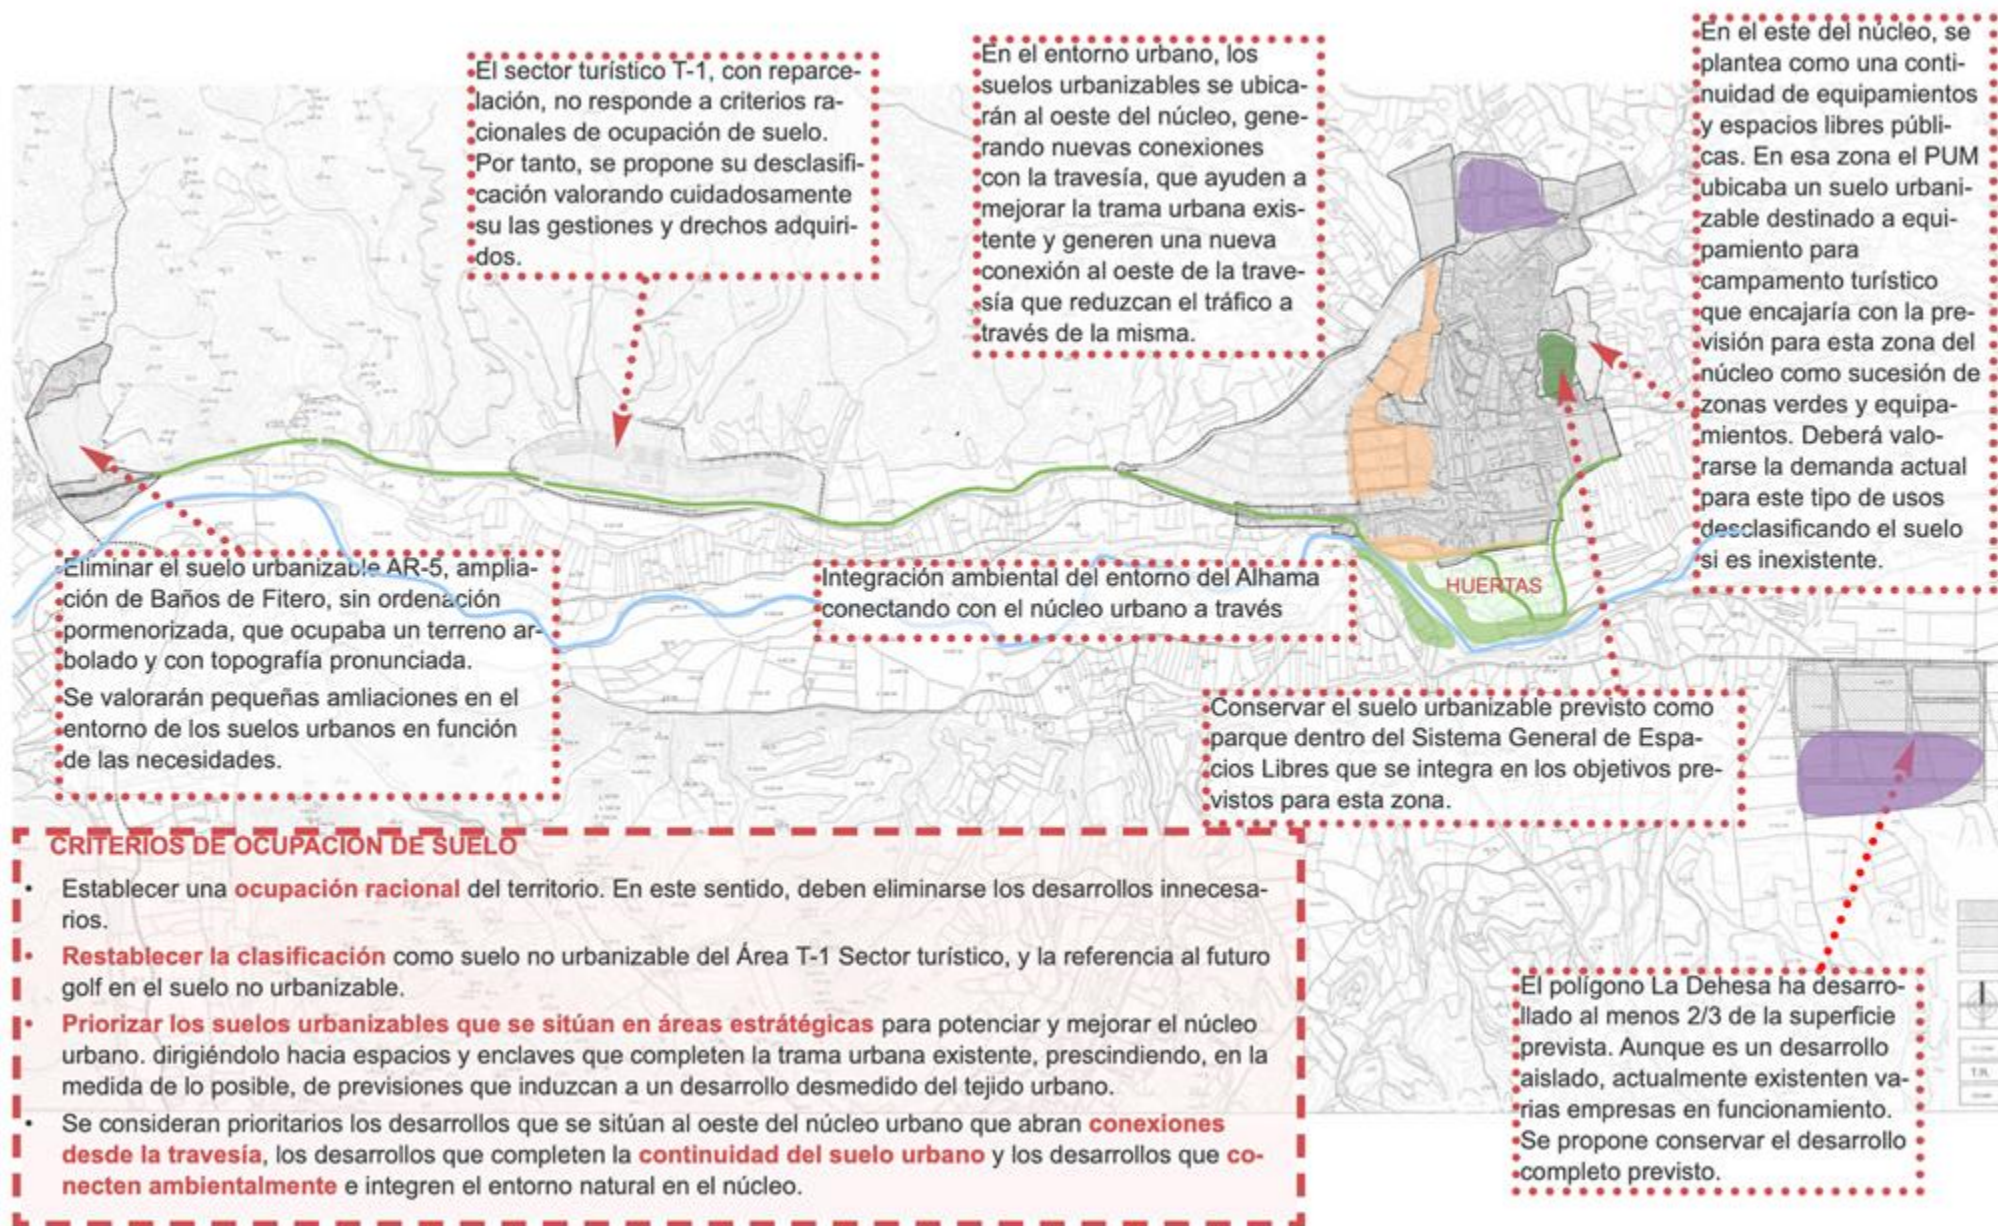 El sector turístico T-1, con reparce-
lación, no responde a criterios ra-
cionales de ocupación de suelo.
Por tanto, se propone su desclasifi-
cación valorando cuidadosamente
su las gestiones y drechos adquiri-
dos.
En el entorno urbano, los
suelos urbanizables se ubica-
rán al oeste del núcleo, gene-
rando nuevas conexiones
con la travesía, que ayuden a
mejorar la trama urbana exis-
tente y generen una nueva
conexión al oeste de la trave-
sía que reduzcan el tráfico a
través de la misma.
En el este del núcleo, se
plantea como una conti-
nuidad de equipamientos
y espacios libres públi-
cas. En esa zona el PUM
ubicaba un suelo urbani-
zable destinado a equi-
pamiento para
campamento turístico
que encajaría con la pre-
visión para esta zona del
núcleo como sucesión de
zonas verdes y equipa-
mientos. Deberá valo-
rarse la demanda actual
para este tipo de usos
desclasificando el suelo
si es inexistente.
Eliminar el suelo urbanizable AR-5, amplia-
ción de Baños de Fitero, sin ordenación
pormenorizada, que ocupaba un terreno ar-
bolado y con topografía pronunciada.
Se valorarán pequeñas amliaciones en el
entorno de los suelos urbanos en función
de las necesidades.
Integración ambiental del entorno del Alhama
conectando con el núcleo urbano a través
HUERTAS
Conservar el suelo urbanizable previsto como
parque dentro del Sistema General de Espa-
cios Libres que se integra en los objetivos pre-
vistos para esta zona.
CRITERIOS DE OCUPACION DE SUELO
• Establecer una ocupación racional del territorio. En este sentido, deben eliminarse los desarrollos innecesa-
rios.
• Restablecer la clasificación como suelo no urbanizable del Área T-1 Sector turístico, y la referencia al futuro
golf en el suelo no urbanizable.
• Priorizar los suelos urbanizables que se sitúan en áreas estrátégicas para potenciar y mejorar el núcleo
urbano. dirigiéndolo hacia espacios y enclaves que completen la trama urbana existente, prescindiendo, en la
medida de lo posible, de previsiones que induzcan a un desarrollo desmedido del tejido urbano.
• Se consideran prioritarios los desarrollos que se sitúan al oeste del núcleo urbano que abran conexiones
desde la travesía, los desarrollos que completen la continuidad del suelo urbano y los desarrollos que co-
necten ambientalmente e integren el entorno natural en el núcleo.
El polígono La Dehesa ha desarro-
llado al menos 2/3 de la superficie
prevista. Aunque es un desarrollo
aislado, actualmente existenten va-
rias empresas en funcionamiento.
Se propone conservar el desarrollo
completo previsto.